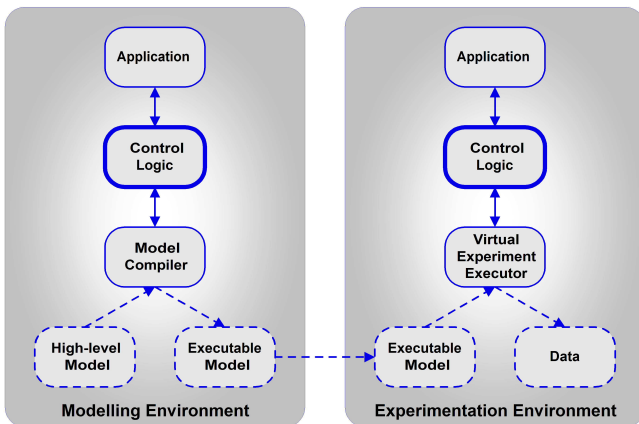 Application
Control
Logic
Model
Compiler
High-level
Model
Executable
Model
Modelling Environment
Application
Control
Logic
Virtual
Experiment
Executor
Executable
Model
Data
Experimentation Environment